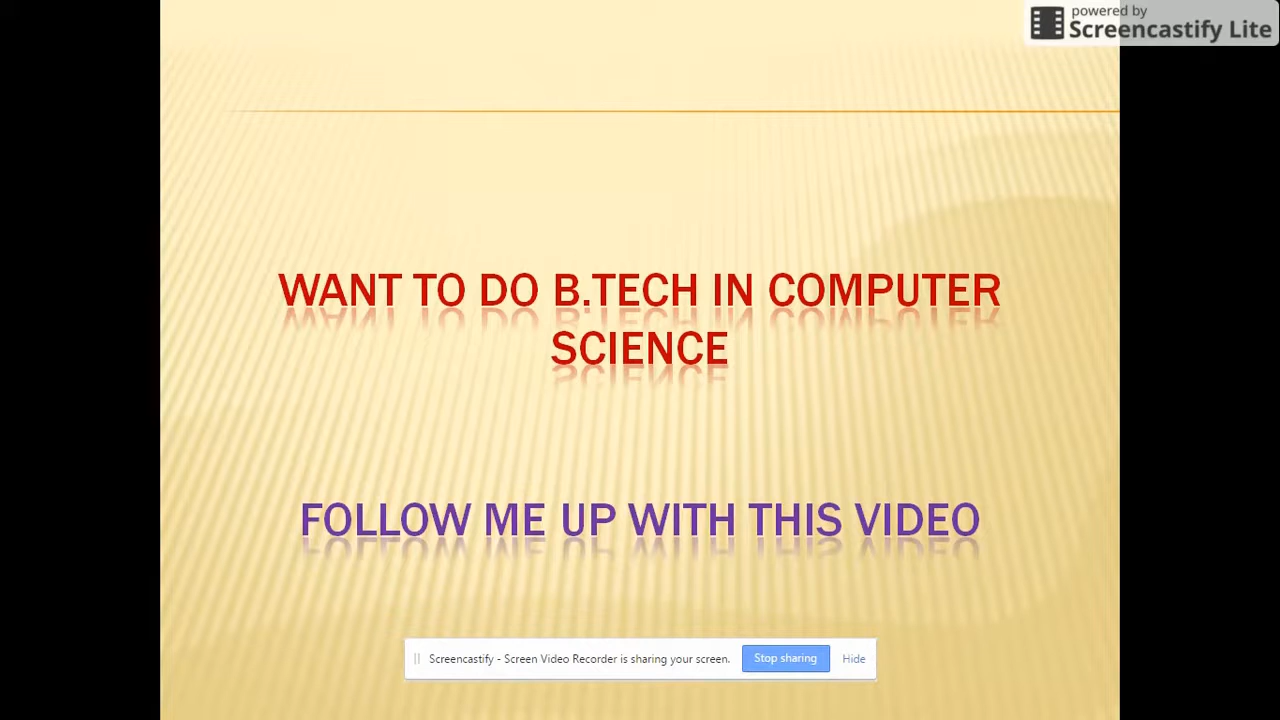 powered by
Screencastify Lite
WANT TO DO B.TECH IN COMPUTER
SCIENCE
FOLLOW ME UP WITH THIS VIDEO
Screencastify - Screen Video Recorder is sharing your screen. Stop sharing Hide